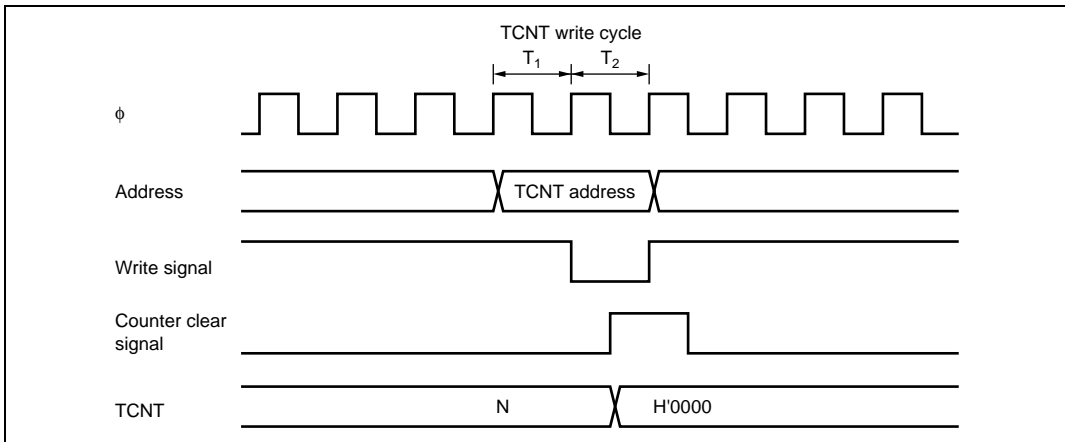 TCNT write cycle
T1 T2
ϕ
Address TCNT address
Write signal
Counter clear
signal
TCNT N H'0000